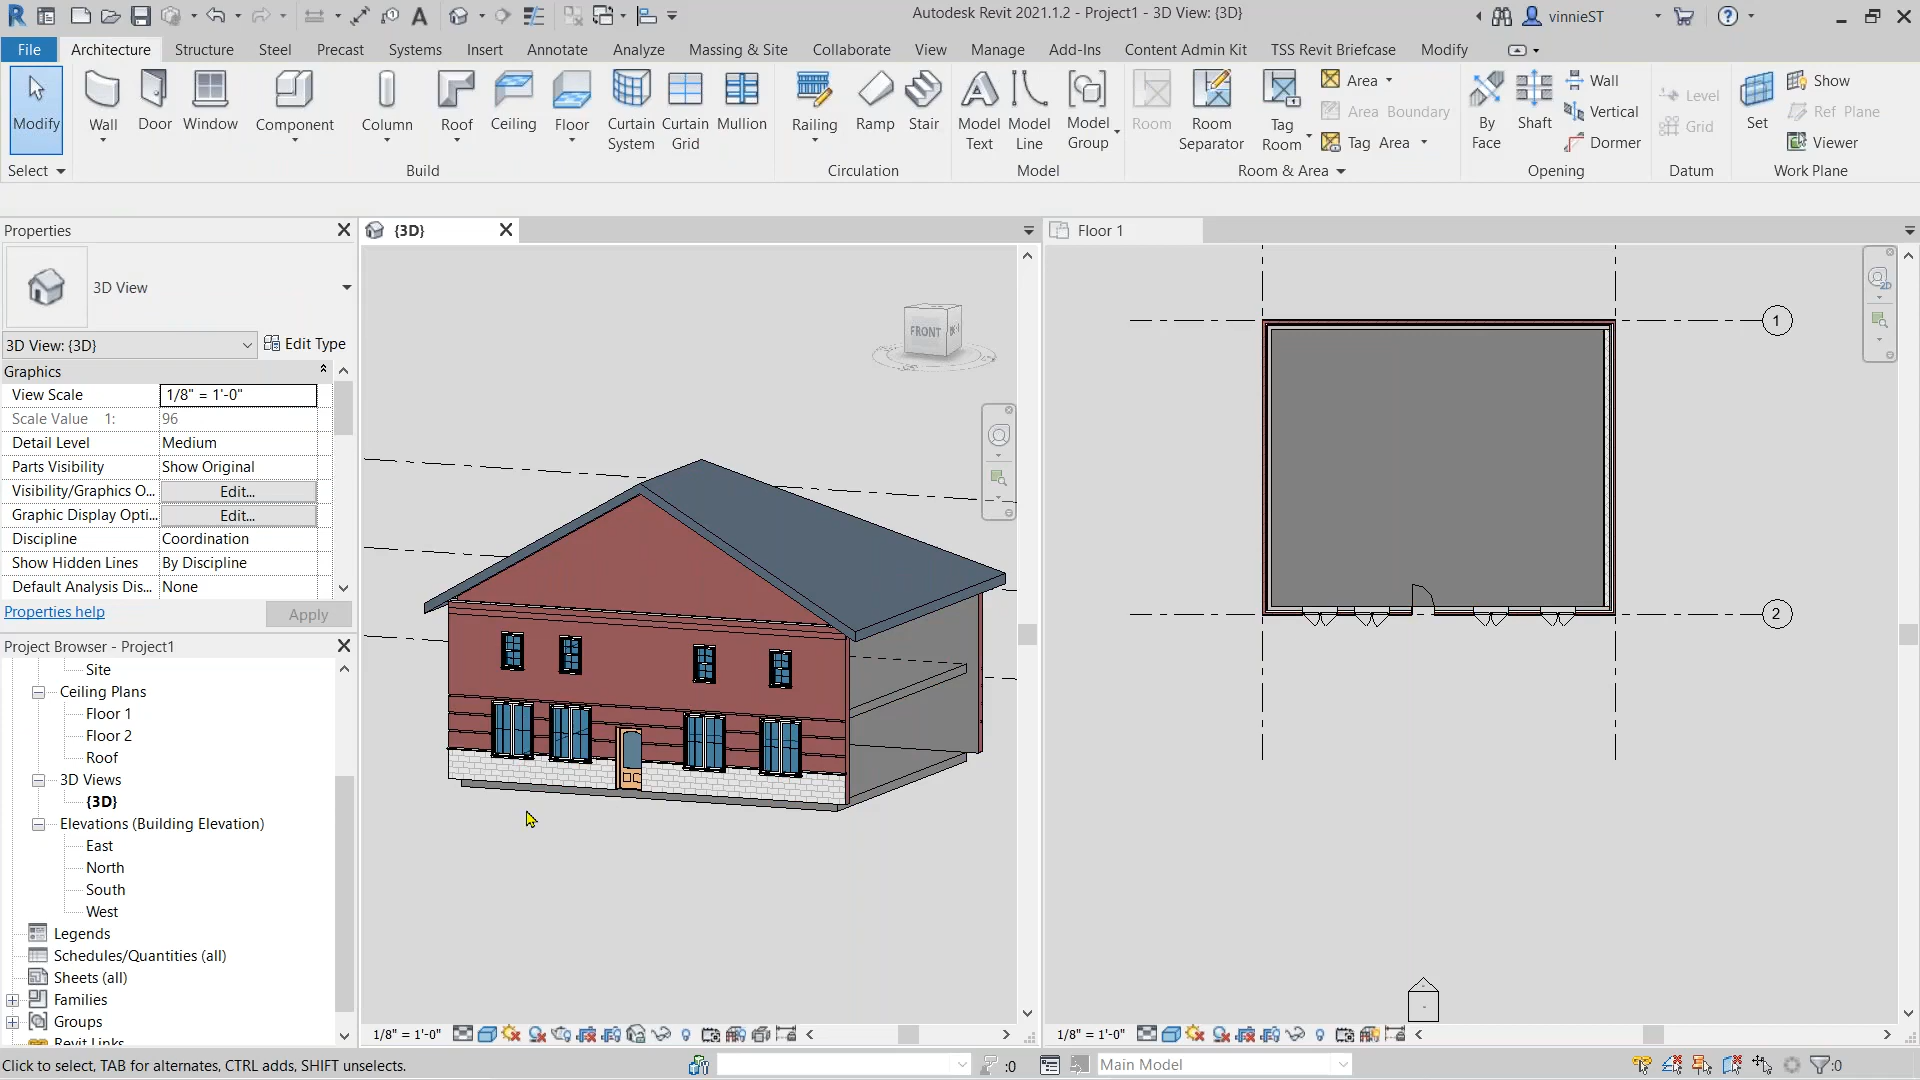 Autodesk Revit 2021.1.2 - Project1 - 3D View: {3D}
vinnieST
File
Architecture
Structure
Steel
Precast
Systems
Insert
Annotate
Analyze
Massing & Site
Collaborate
View
Manage
Add-Ins
Content Admin Kit
TSS Revit Briefcase
Modify
Modify
Wall
Door
Window
Component
Column
Roof
Ceiling
Floor
Curtain System
Curtain Grid
Mullion
Railing
Ramp
Stair
Model Text
Model Line
Model Group
Room
Room Separator
Tag Room
Area
Area Boundary
Tag Area
By Face
Shaft
Wall
Vertical
Dormer
Level
Grid
Set
Show
Ref Plane
Viewer
Select
Build
Circulation
Model
Room & Area
Opening
Datum
Work Plane
Properties
{3D}
Floor 1
3D View
3D View: {3D}
Edit Type
Graphics
View Scale 1/8" = 1'-0"
Scale Value 1: 96
Detail Level Medium
Parts Visibility Show Original
Visibility/Graphics O... Edit...
Graphic Display Opti... Edit...
Discipline Coordination
Show Hidden Lines By Discipline
Default Analysis Dis... None
Properties help
Apply
Project Browser - Project1
Site
Ceiling Plans
Floor 1
Floor 2
Roof
3D Views
{3D}
Elevations (Building Elevation)
East
North
South
West
Legends
Schedules/Quantities (all)
Sheets (all)
Families
Groups
Revit Links
FRONT
1
2
2D
1/8" = 1'-0"
1/8" = 1'-0"
Click to select, TAB for alternates, CTRL adds, SHIFT unselects.
:0
Main Model
:0